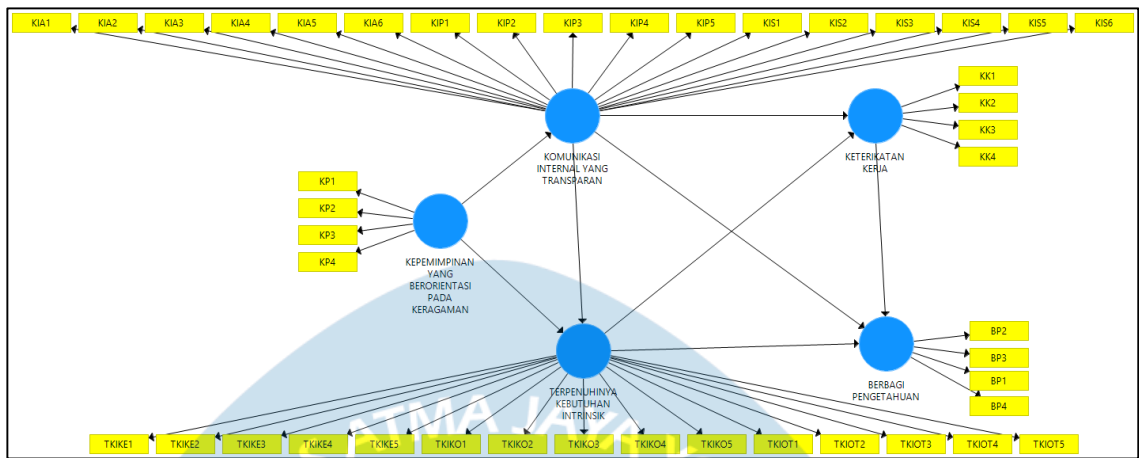 KIA1 KIA2 KIA3 KIA4 KIA5 KIA6 KIP1 KIP2 KIP3 KIP4 KIP5 KIS1 KIS2 KIS3 KIS4 KIS5 KIS6
KK1
KK2
KK3
KK4
KOMUNIKASI
INTERNAL YANG
TRANSPARAN
KETERIKATAN
KERJA
KP1
KP2
KP3
KP4
KEPEMIMPINAN
YANG
BERORIENTASI
PADA
KERAGAMAN
BP2
BP3
BP1
BP4
BERBAGI
PENGETAHUAN
TERPENUHINYA
KEBUTUHAN
INTRINSIK
ATMA JAYA
TKIKE1 TKIKE2 TKIKE3 TKIKE4 TKIKE5 TKIKO1 TKIKO2 TKIKO3 TKIKO4 TKIKO5 TKIOT1 TKIOT2 TKIOT3 TKIOT4 TKIOT5